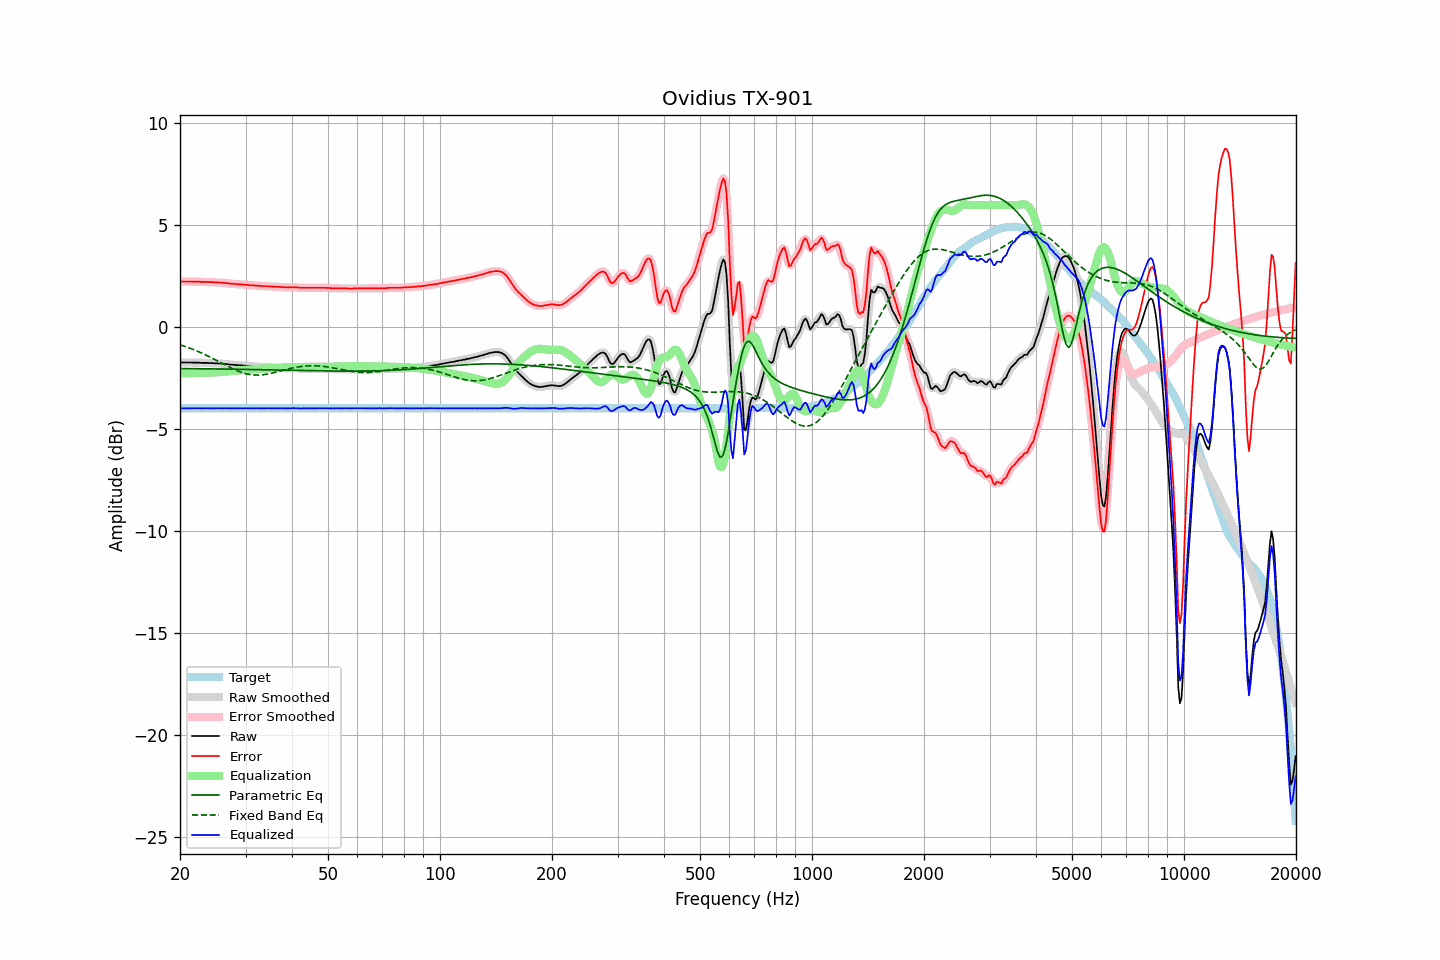 Ovidius TX-901
10
5
0
−5
−10
−15
−20
−25
Amplitude (dBr)
Target
Raw Smoothed
Error Smoothed
Raw
Error
Equalization
Parametric Eq
Fixed Band Eq
Equalized
20 50 100 200 500 1000 2000 5000 10000 20000
Frequency (Hz)